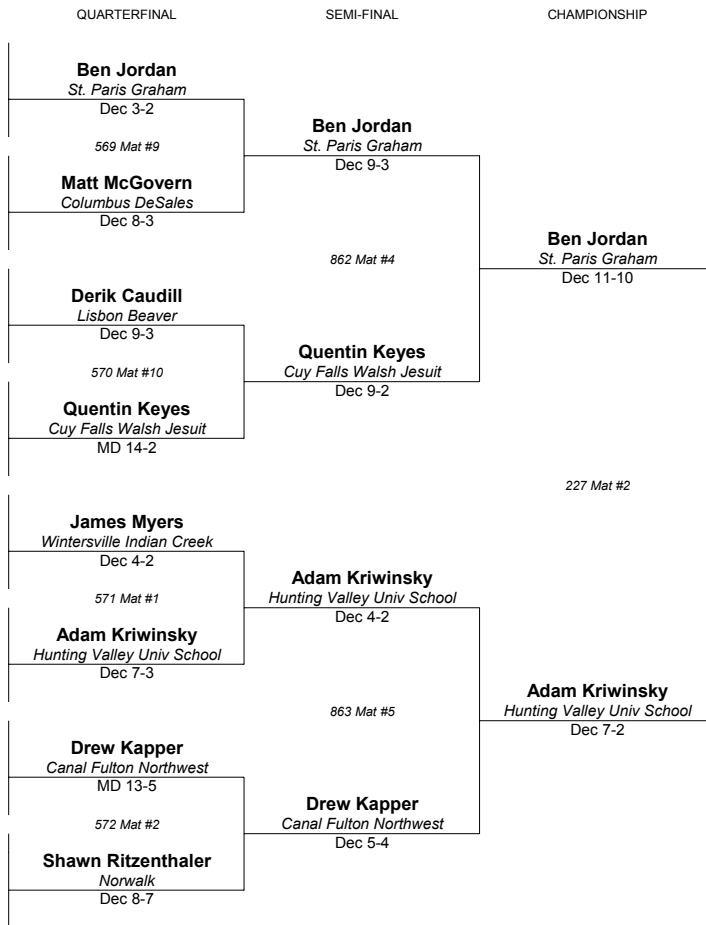 QUARTERFINAL
SEMI-FINAL
CHAMPIONSHIP
Ben Jordan
St. Paris Graham
Dec 3-2
569 Mat #9
Matt McGovern
Columbus DeSales
Dec 8-3
Derik Caudill
Lisbon Beaver
Dec 9-3
570 Mat #10
Quentin Keyes
Cuy Falls Walsh Jesuit
MD 14-2
James Myers
Wintersville Indian Creek
Dec 4-2
571 Mat #1
Adam Kriwinsky
Hunting Valley Univ School
Dec 7-3
Drew Kapper
Canal Fulton Northwest
MD 13-5
572 Mat #2
Shawn Ritzenthaler
Norwalk
Dec 8-7
Ben Jordan
St. Paris Graham
Dec 9-3
862 Mat #4
Quentin Keyes
Cuy Falls Walsh Jesuit
Dec 9-2
Adam Kriwinsky
Hunting Valley Univ School
Dec 4-2
863 Mat #5
Drew Kapper
Canal Fulton Northwest
Dec 5-4
Ben Jordan
St. Paris Graham
Dec 11-10
227 Mat #2
Adam Kriwinsky
Hunting Valley Univ School
Dec 7-2